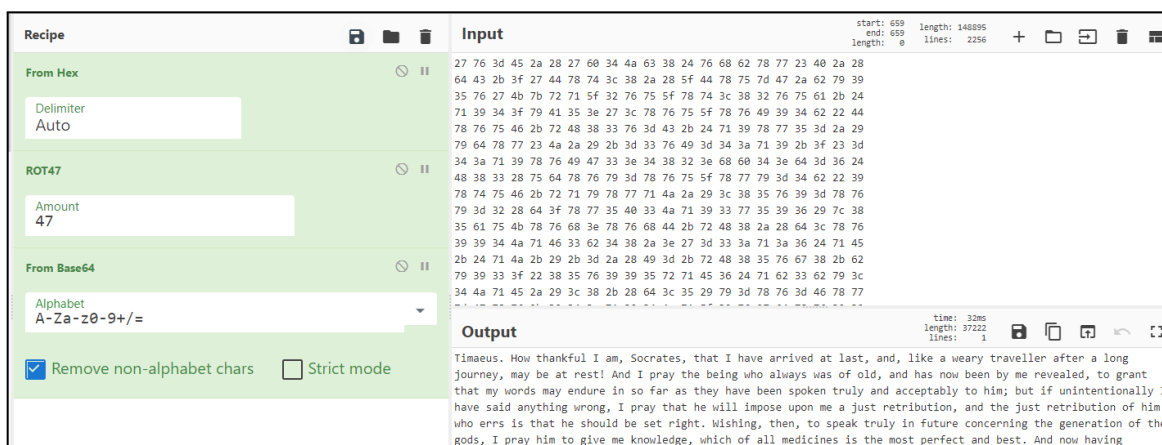 Recipe
From Hex
Delimiter
Auto
ROT47
Amount
47
From Base64
Alphabet
A-Za-z0-9+/=
Remove non-alphabet chars
Strict mode
Input
start: 659
end: 659
length: 0
length: 148895
lines: 2256
27 76 3d 45 2a 28 27 60 34 4a 63 38 24 76 68 62 78 77 23 40 2a 28
64 43 2b 3f 27 44 78 74 3c 38 2a 28 5f 44 78 75 7d 47 2a 62 79 39
35 76 27 4b 7b 72 71 5f 32 76 75 5f 78 74 3c 38 32 76 75 61 2b 24
71 39 34 3f 79 41 35 3e 27 3c 78 76 75 5f 78 76 49 39 34 62 22 44
78 76 75 46 2b 72 48 38 33 76 3d 43 2b 24 71 39 78 77 35 3d 2a 29
79 64 78 77 23 4a 2a 29 2b 3d 33 76 49 3d 34 3a 71 39 2b 3f 23 3d
34 3a 71 39 78 76 49 47 33 3e 34 38 32 3e 68 60 34 3e 64 3d 36 24
48 38 33 28 75 64 78 76 79 3d 78 76 75 5f 78 77 79 3d 34 62 22 39
78 74 75 46 2b 72 71 79 78 77 71 4a 2a 29 3c 38 35 76 39 3d 78 76
79 3d 32 28 64 3f 78 77 35 40 33 4a 71 39 33 77 35 39 36 29 7c 38
35 61 75 4b 78 76 68 3e 78 76 68 44 2b 72 48 38 2a 28 64 3c 78 76
39 39 34 4a 71 46 33 62 34 38 2a 3e 27 3d 33 3a 71 3a 36 24 71 45
2b 24 71 4a 2b 29 2b 3d 2a 28 49 3d 2b 72 48 38 35 76 67 38 2b 62
79 39 33 3f 22 38 35 76 39 39 35 72 71 45 36 24 71 62 33 62 79 3c
34 4a 71 45 2a 29 3c 38 2b 28 64 3c 35 29 79 3d 78 76 3d 46 78 77
Output
time: 32ms
length: 37222
lines: 1
Timaeus. How thankful I am, Socrates, that I have arrived at last, and, like a weary traveller after a long
journey, may be at rest! And I pray the being who always was of old, and has now been by me revealed, to grant
that my words may endure in so far as they have been spoken truly and acceptably to him; but if unintentionally I
have said anything wrong, I pray that he will impose upon me a just retribution, and the just retribution of him
who errs is that he should be set right. Wishing, then, to speak truly in future concerning the generation of the
gods, I pray him to give me knowledge, which of all medicines is the most perfect and best. And now having